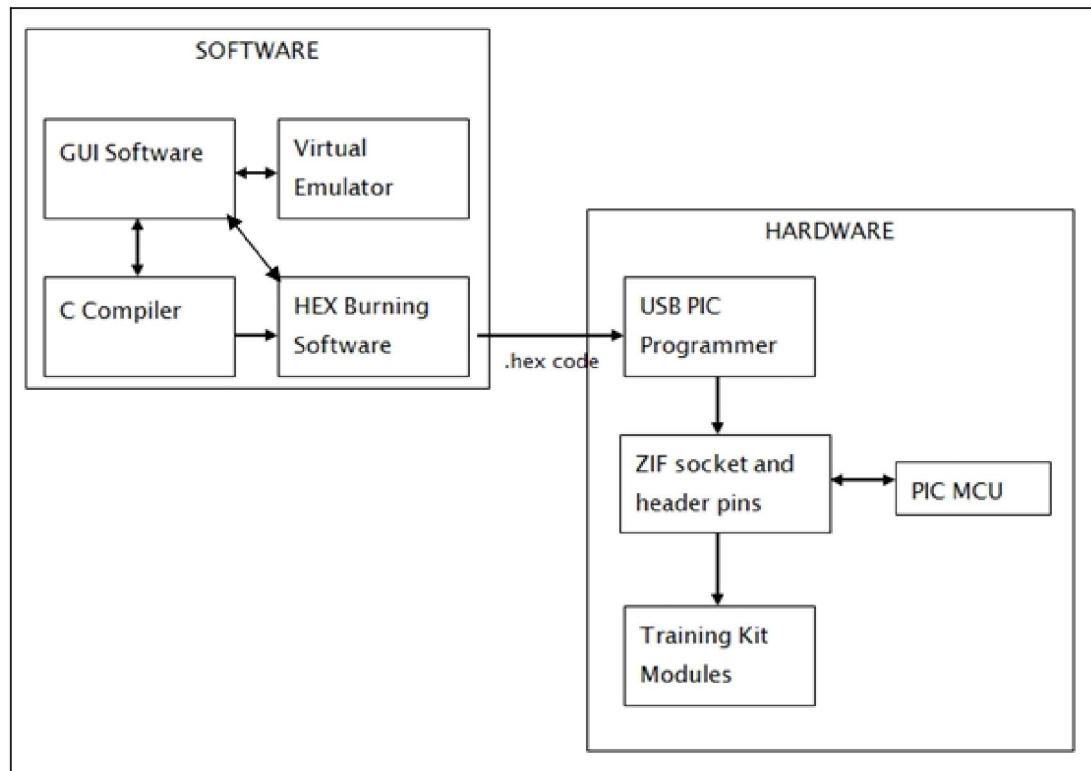 SOFTWARE
GUI Software
Virtual
Emulator
C Compiler
HEX Burning
Software
.hex code
HARDWARE
USB PIC
Programmer
ZIF socket and
header pins
PIC MCU
Training Kit
Modules